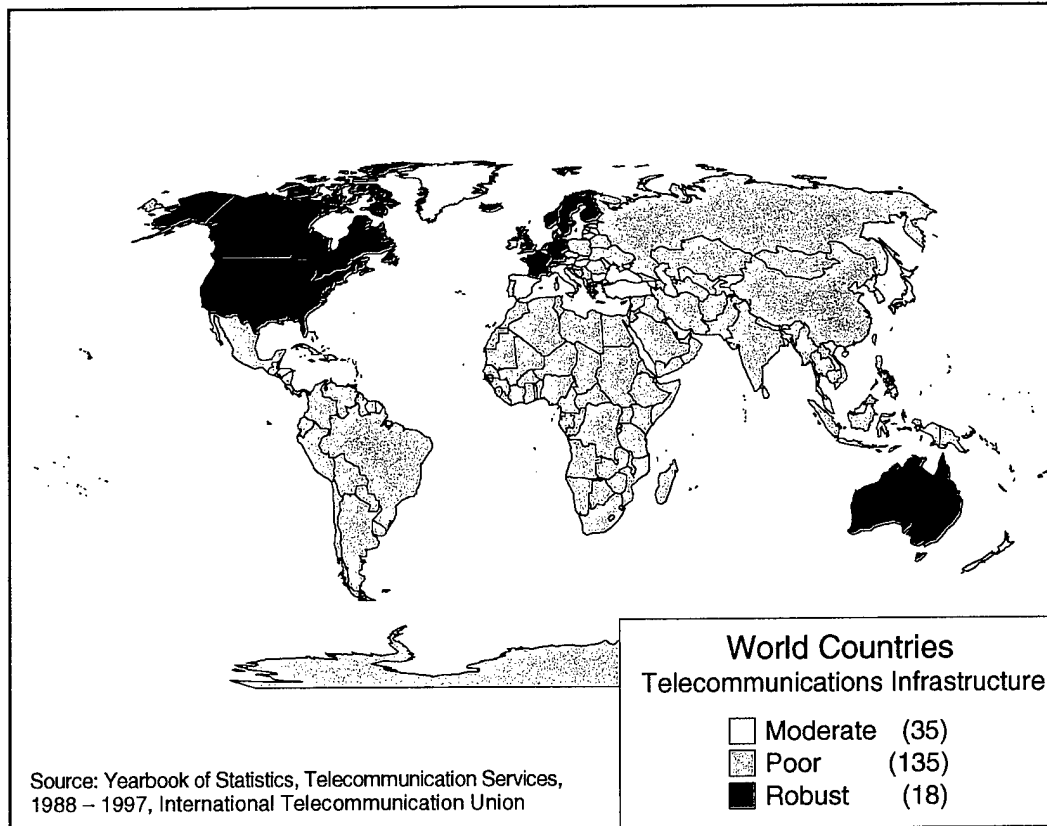 World Countries
Telecommunications Infrastructure
Moderate (35)
Poor (135)
Robust (18)
Source: Yearbook of Statistics, Telecommunication Services,
1988 – 1997, International Telecommunication Union